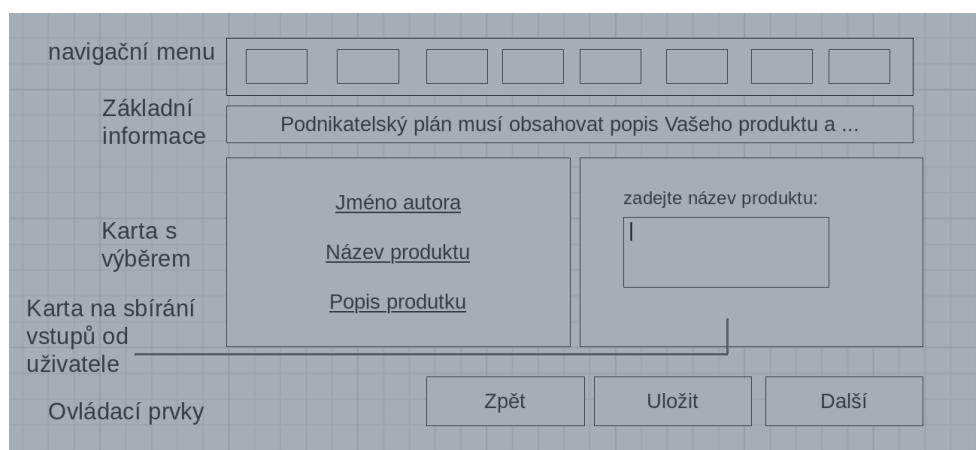 navigační menu
Základní
informace
Podnikatelský plán musí obsahovat popis Vašeho produktu a ...
Karta s
výběrem
Jméno autora
Název produktu
Popis produtku
zadejte název produktu:
Karta na sbírání
vstupů od
uživatele
Ovládací prvky
Zpět
Uložit
Další